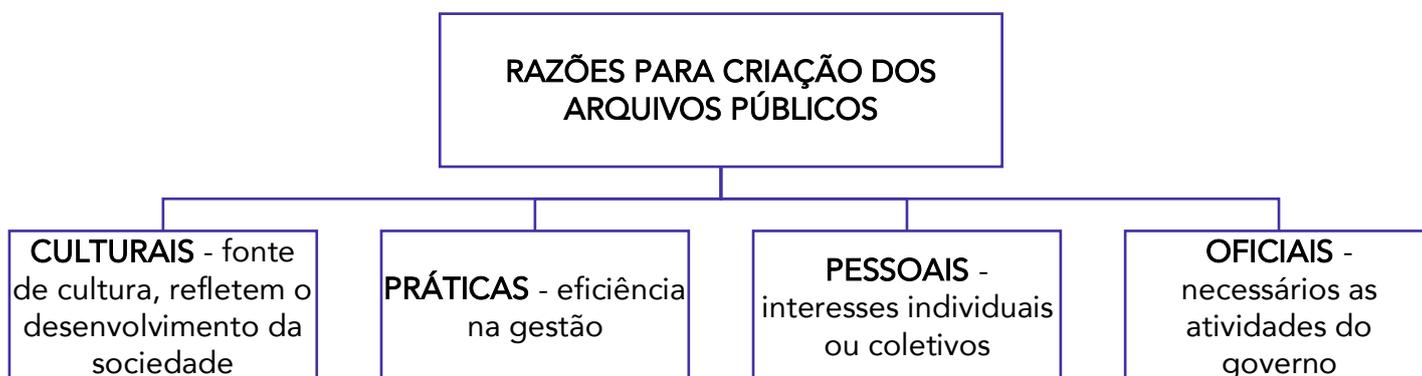 RAZÕES PARA CRIAÇÃO DOS
ARQUIVOS PÚBLICOS
CULTURAIS - fonte
de cultura, refletem o
desenvolvimento da
sociedade
PRÁTICAS - eficiência
na gestão
PESSOAIS -
interesses individuais
ou coletivos
OFICIAIS -
necessários as
atividades do
governo